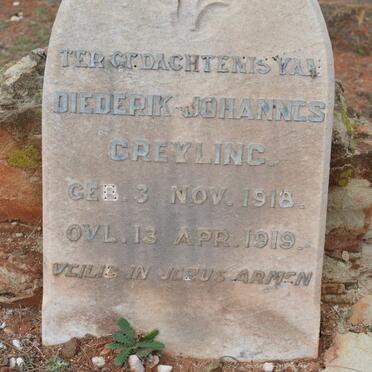 TER GEDACHTENIS VAN
DIEDERIK JOHANNES
GREYLING
GEB. 3 NOV. 1918.
OVL. 13 APR. 1919.
VEILIG IN JEZUS ARMEN